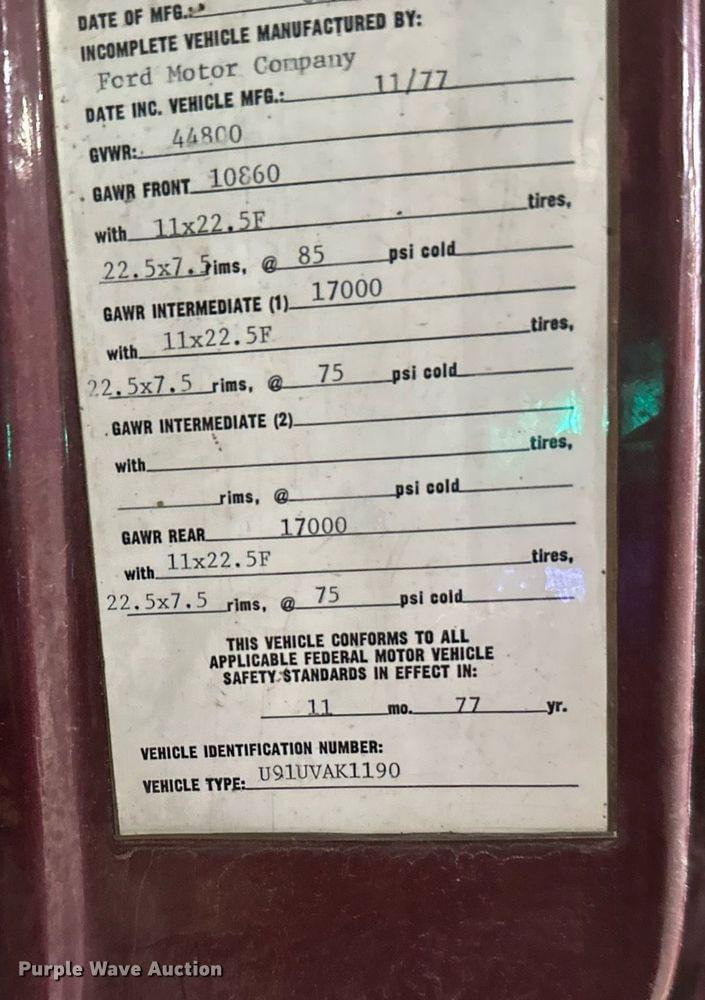 DATE OF MFG.:
INCOMPLETE VEHICLE MANUFACTURED BY:
Ford Motor Company
DATE INC. VEHICLE MFG.: 11/77
GVWR: 44800
GAWR FRONT 10860
with 11x22.5F tires,
22.5x7.5 rims, @ 85 psi cold
GAWR INTERMEDIATE (1) 17000
with 11x22.5F tires,
22.5x7.5 rims, @ 75 psi cold
GAWR INTERMEDIATE (2)
with tires,
rims, @ psi cold
GAWR REAR 17000
with 11x22.5F tires,
22.5x7.5 rims, @ 75 psi cold
THIS VEHICLE CONFORMS TO ALL
APPLICABLE FEDERAL MOTOR VEHICLE
SAFETY STANDARDS IN EFFECT IN:
11 mo. 77 yr.
VEHICLE IDENTIFICATION NUMBER:
VEHICLE TYPE: U91UVAK1190
Purple Wave Auction